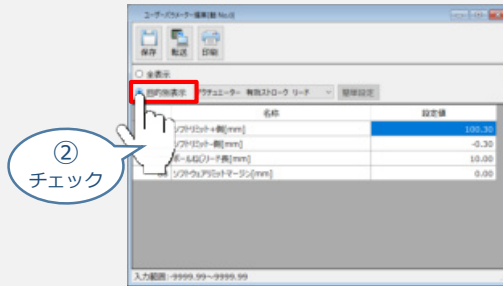 ユーザーパラメーター編集[軸 No.0]
保存 転送 印刷
全表示
目的別表示 アクチュエーター 有効ストローク リード 簡単設定
名称 設定値
ソフトリミット+側[mm] 100.30
ソフトリミット-側[mm] -0.30
ボールねじリード長[mm] 10.00
ソフトウェアリミットマージン[mm] 0.00
②
チェック
入力範囲:-9999.99~9999.99